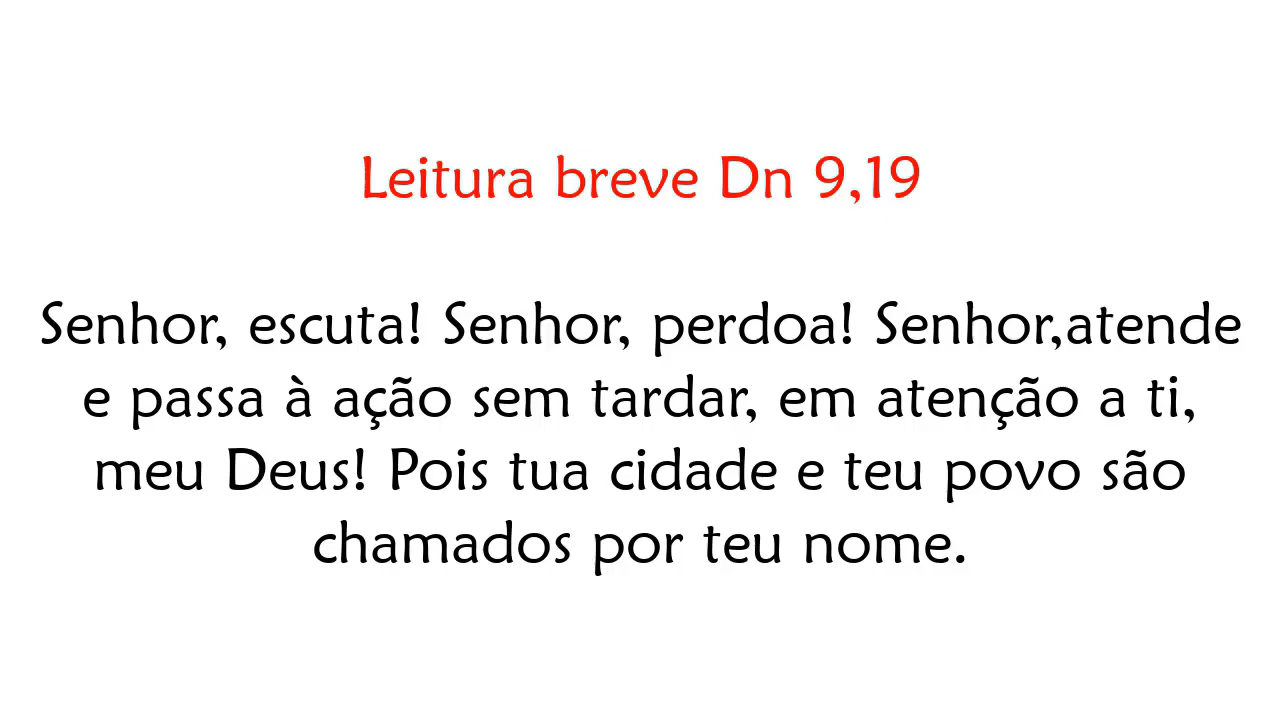 Leitura breve Dn 9,19
Senhor, escuta! Senhor, perdoa! Senhor,atende
e passa à ação sem tardar, em atenção a ti,
meu Deus! Pois tua cidade e teu povo são
chamados por teu nome.